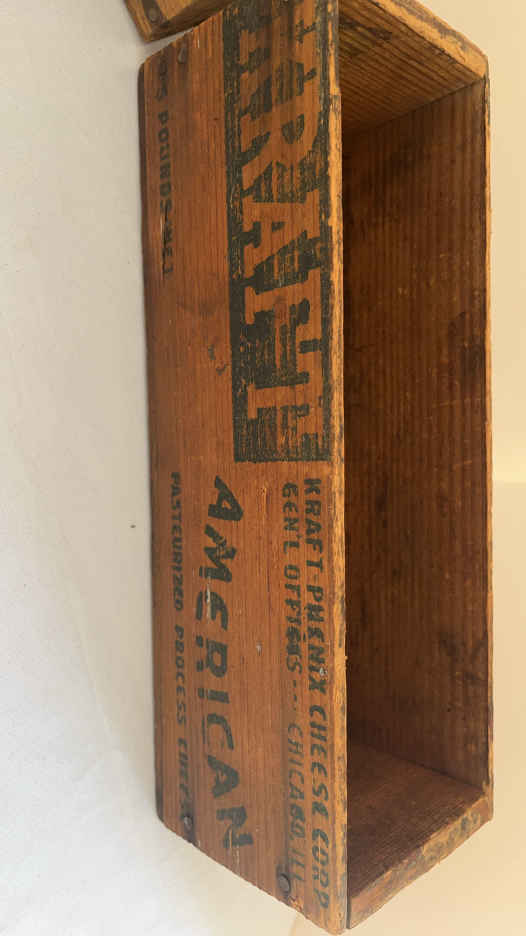 KRAFT
KRAFT-PHENIX CHEESE CORP
GEN'L OFFICES--CHICAGO ILL
AMERICAN
POUNDS NET
PASTEURIZED PROCESS CHEESE